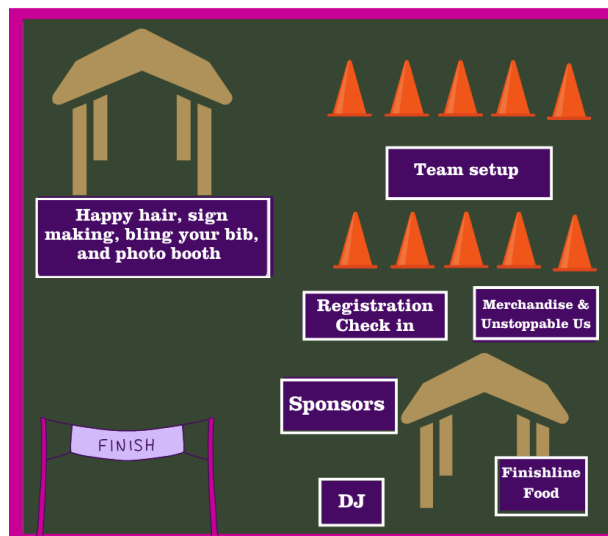 Team setup
Happy hair, sign
making, bling your bib,
and photo booth
Registration
Check in
Merchandise &
Unstoppable Us
Sponsors
FINISH
Finishline
Food
DJ